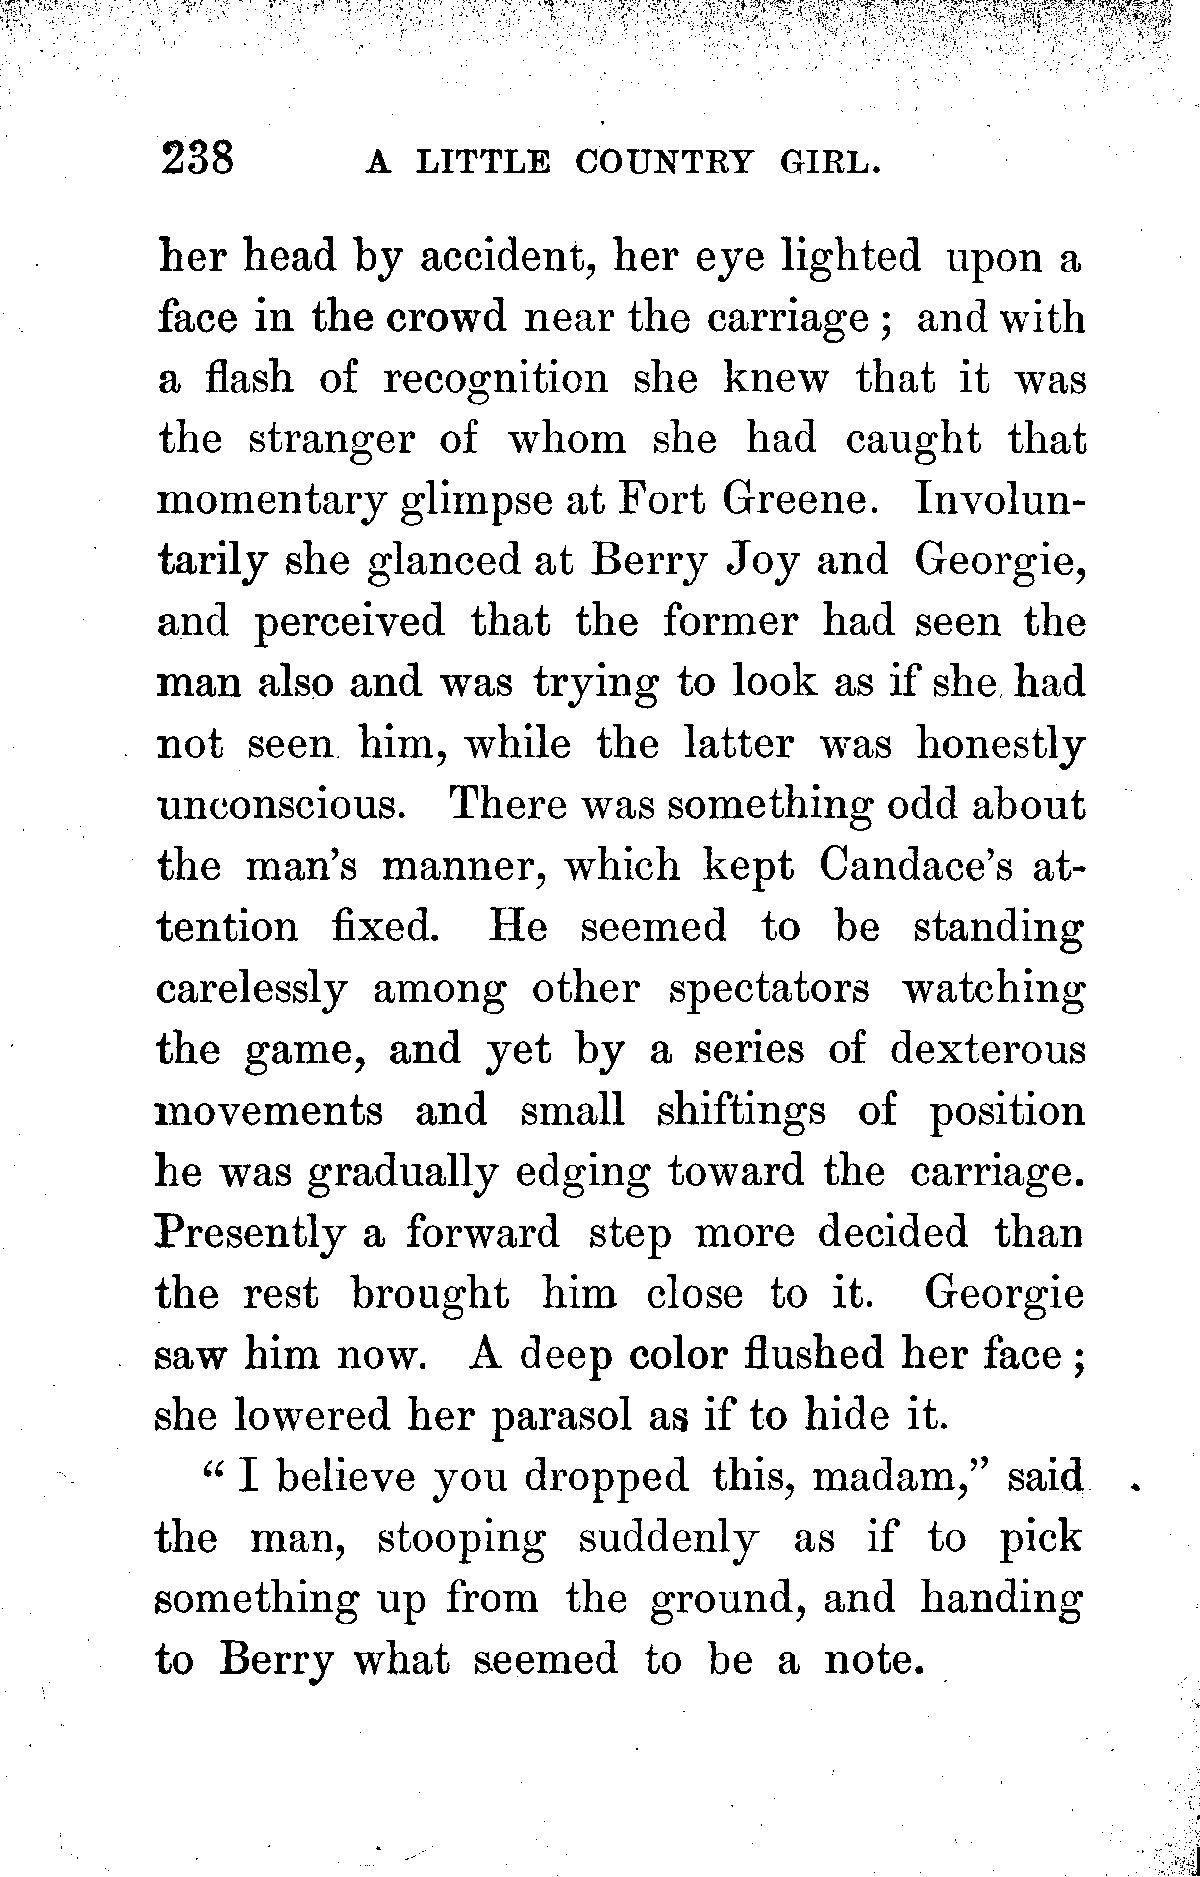 238 A LITTLE COUNTRY GIRL.
her head by accident, her eye lighted upon a
face in the crowd near the carriage ; and with
a flash of recognition she knew that it was
the stranger of whom she had caught that
momentary glimpse at Fort Greene. Involun-
tarily she glanced at Berry Joy and Georgie,
and perceived that the former had seen the
man also and was trying to look as if she had
not seen him, while the latter was honestly
unconscious. There was something odd about
the man's manner, which kept Candace's at-
tention fixed. He seemed to be standing
carelessly among other spectators watching
the game, and yet by a series of dexterous
movements and small shiftings of position
he was gradually edging toward the carriage.
Presently a forward step more decided than
the rest brought him close to it. Georgie
saw him now. A deep color flushed her face ;
she lowered her parasol as if to hide it.
“ I believe you dropped this, madam,” said
the man, stooping suddenly as if to pick
something up from the ground, and handing
to Berry what seemed to be a note.